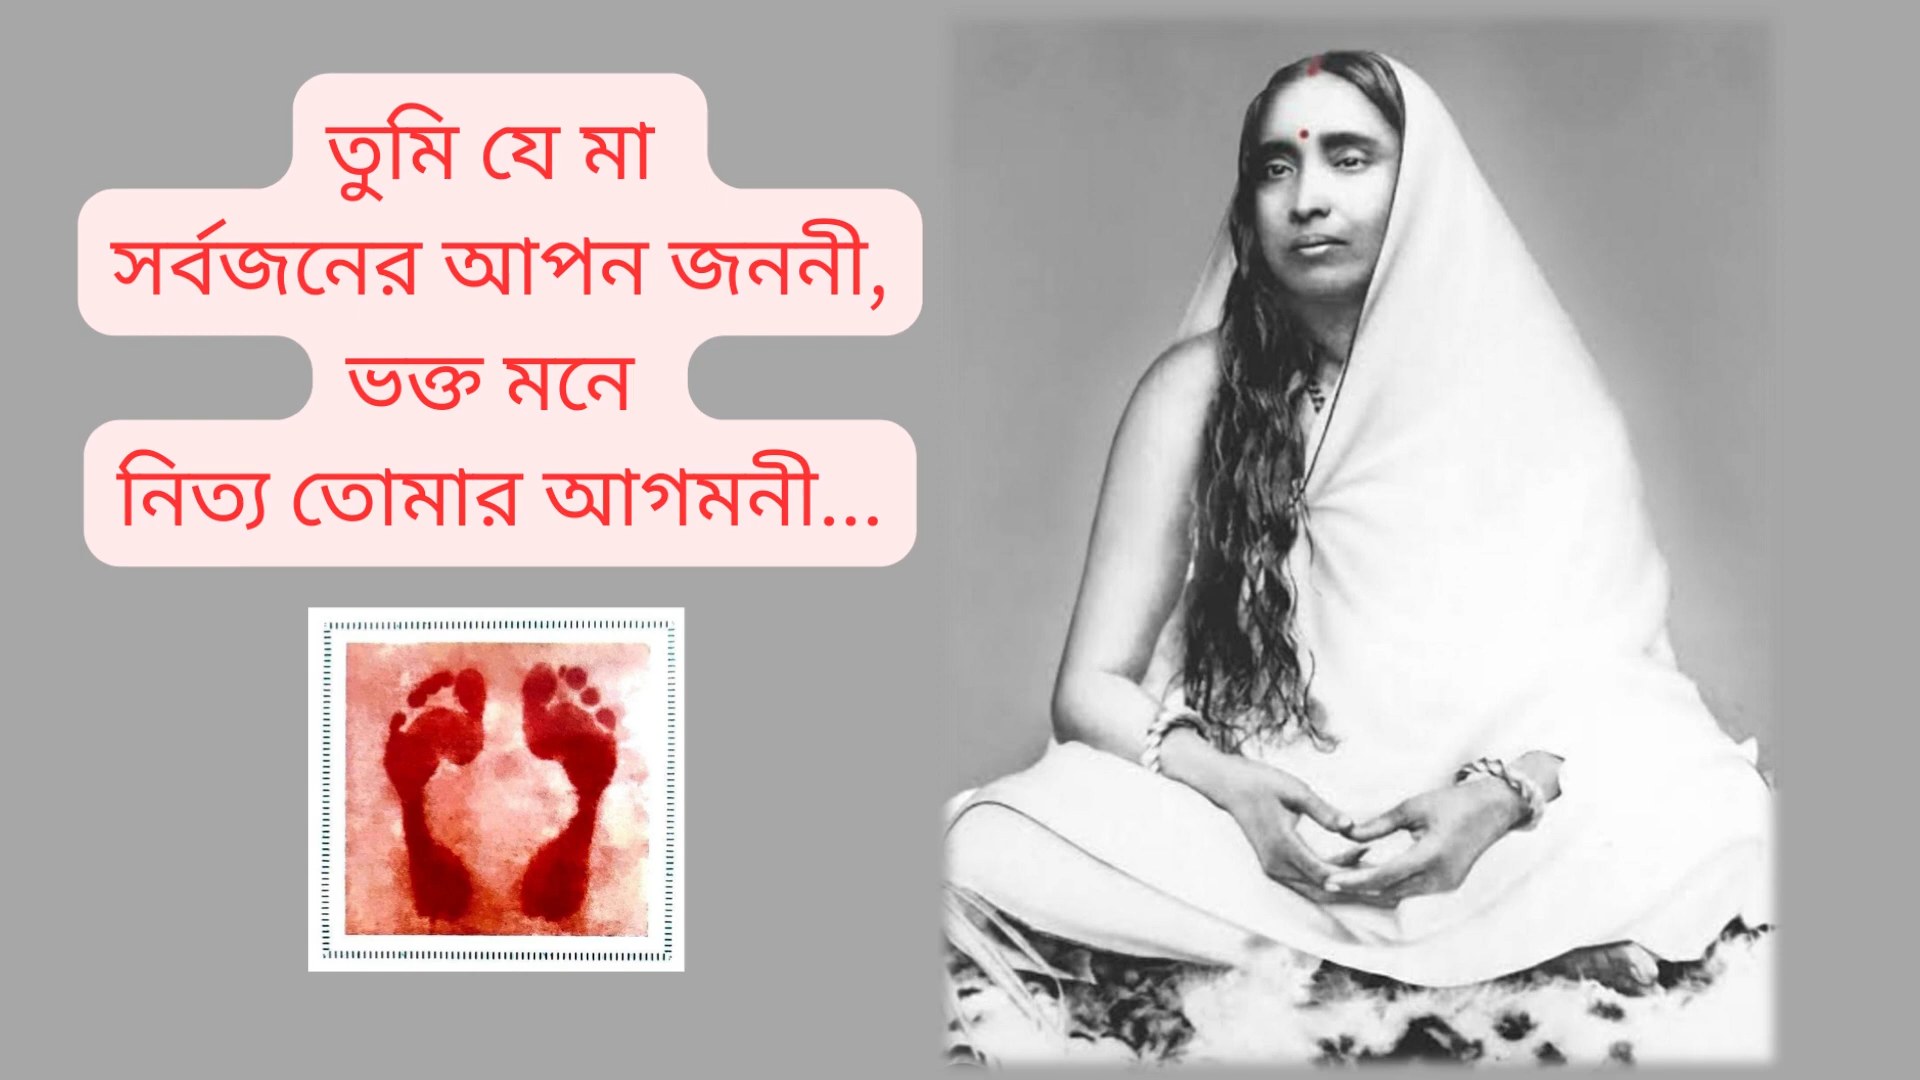 তুমি যে মা
সর্বজনের আপন জননী,
ভক্ত মনে
নিত্য তোমার আগমনী...